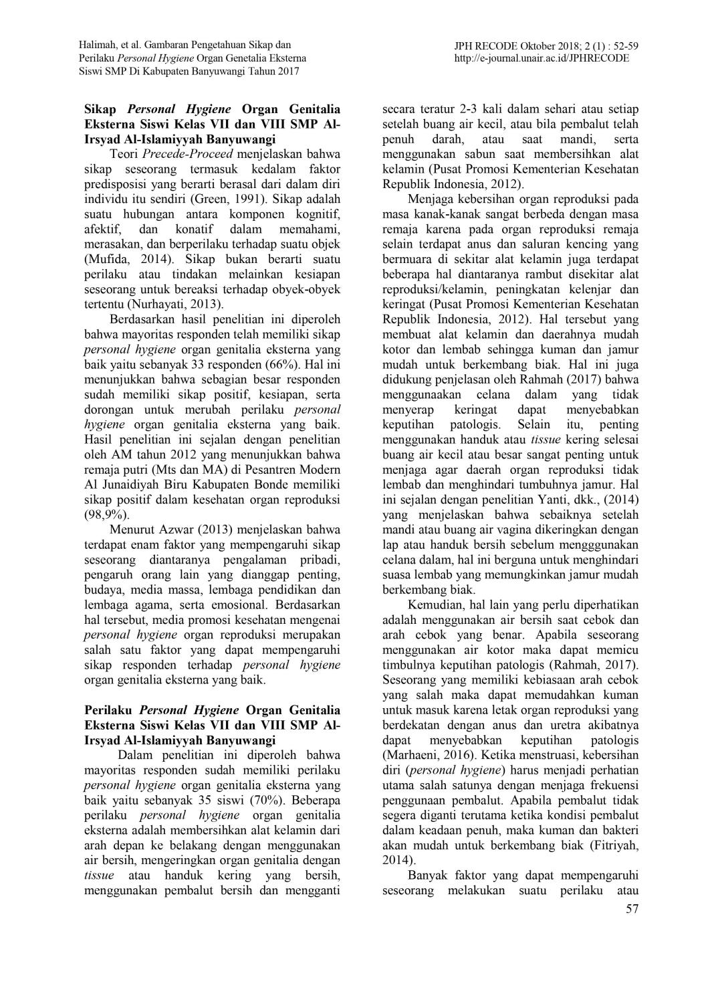 Halimah, et al. Gambaran Pengetahuan Sikap dan
Perilaku Personal Hygiene Organ Genetalia Eksterna
Siswi SMP Di Kabupaten Banyuwangi Tahun 2017
JPH RECODE Oktober 2018; 2 (1) : 52-59
http://e-journal.unair.ac.id/JPHRECODE
Sikap Personal Hygiene Organ Genitalia
Eksterna Siswi Kelas VII dan VIII SMP Al-
Irsyad Al-Islamiyyah Banyuwangi
Teori Precede-Proceed menjelaskan bahwa
sikap seseorang termasuk kedalam faktor
predisposisi yang berarti berasal dari dalam diri
individu itu sendiri (Green, 1991). Sikap adalah
suatu hubungan antara komponen kognitif,
afektif, dan konatif dalam memahami,
merasakan, dan berperilaku terhadap suatu objek
(Mufida, 2014). Sikap bukan berarti suatu
perilaku atau tindakan melainkan kesiapan
seseorang untuk bereaksi terhadap obyek-obyek
tertentu (Nurhayati, 2013).
Berdasarkan hasil penelitian ini diperoleh
bahwa mayoritas responden telah memiliki sikap
personal hygiene organ genitalia eksterna yang
baik yaitu sebanyak 33 responden (66%). Hal ini
menunjukkan bahwa sebagian besar responden
sudah memiliki sikap positif, kesiapan, serta
dorongan untuk merubah perilaku personal
hygiene organ genitalia eksterna yang baik.
Hasil penelitian ini sejalan dengan penelitian
oleh AM tahun 2012 yang menunjukkan bahwa
remaja putri (Mts dan MA) di Pesantren Modern
Al Junaidiyah Biru Kabupaten Bonde memiliki
sikap positif dalam kesehatan organ reproduksi
(98,9%).
Menurut Azwar (2013) menjelaskan bahwa
terdapat enam faktor yang mempengaruhi sikap
seseorang diantaranya pengalaman pribadi,
pengaruh orang lain yang dianggap penting,
budaya, media massa, lembaga pendidikan dan
lembaga agama, serta emosional. Berdasarkan
hal tersebut, media promosi kesehatan mengenai
personal hygiene organ reproduksi merupakan
salah satu faktor yang dapat mempengaruhi
sikap responden terhadap personal hygiene
organ genitalia eksterna yang baik.
Perilaku Personal Hygiene Organ Genitalia
Eksterna Siswi Kelas VII dan VIII SMP Al-
Irsyad Al-Islamiyyah Banyuwangi
Dalam penelitian ini diperoleh bahwa
mayoritas responden sudah memiliki perilaku
personal hygiene organ genitalia eksterna yang
baik yaitu sebanyak 35 siswi (70%). Beberapa
perilaku personal hygiene organ genitalia
eksterna adalah membersihkan alat kelamin dari
arah depan ke belakang dengan menggunakan
air bersih, mengeringkan organ genitalia dengan
tissue atau handuk kering yang bersih,
menggunakan pembalut bersih dan mengganti
secara teratur 2-3 kali dalam sehari atau setiap
setelah buang air kecil, atau bila pembalut telah
penuh darah, atau saat mandi, serta
menggunakan sabun saat membersihkan alat
kelamin (Pusat Promosi Kementerian Kesehatan
Republik Indonesia, 2012).
Menjaga kebersihan organ reproduksi pada
masa kanak-kanak sangat berbeda dengan masa
remaja karena pada organ reproduksi remaja
selain terdapat anus dan saluran kencing yang
bermuara di sekitar alat kelamin juga terdapat
beberapa hal diantaranya rambut disekitar alat
reproduksi/kelamin, peningkatan kelenjar dan
keringat (Pusat Promosi Kementerian Kesehatan
Republik Indonesia, 2012). Hal tersebut yang
membuat alat kelamin dan daerahnya mudah
kotor dan lembab sehingga kuman dan jamur
mudah untuk berkembang biak. Hal ini juga
didukung penjelasan oleh Rahmah (2017) bahwa
menggunaakan celana dalam yang tidak
menyerap keringat dapat menyebabkan
keputihan patologis. Selain itu, penting
menggunakan handuk atau tissue kering selesai
buang air kecil atau besar sangat penting untuk
menjaga agar daerah organ reproduksi tidak
lembab dan menghindari tumbuhnya jamur. Hal
ini sejalan dengan penelitian Yanti, dkk., (2014)
yang menjelaskan bahwa sebaiknya setelah
mandi atau buang air vagina dikeringkan dengan
lap atau handuk bersih sebelum mengggunakan
celana dalam, hal ini berguna untuk menghindari
suasa lembab yang memungkinkan jamur mudah
berkembang biak.
Kemudian, hal lain yang perlu diperhatikan
adalah menggunakan air bersih saat cebok dan
arah cebok yang benar. Apabila seseorang
menggunakan air kotor maka dapat memicu
timbulnya keputihan patologis (Rahmah, 2017).
Seseorang yang memiliki kebiasaan arah cebok
yang salah maka dapat memudahkan kuman
untuk masuk karena letak organ reproduksi yang
berdekatan dengan anus dan uretra akibatnya
dapat menyebabkan keputihan patologis
(Marhaeni, 2016). Ketika menstruasi, kebersihan
diri (personal hygiene) harus menjadi perhatian
utama salah satunya dengan menjaga frekuensi
penggunaan pembalut. Apabila pembalut tidak
segera diganti terutama ketika kondisi pembalut
dalam keadaan penuh, maka kuman dan bakteri
akan mudah untuk berkembang biak (Fitriyah,
2014).
Banyak faktor yang dapat mempengaruhi
seseorang melakukan suatu perilaku atau
57